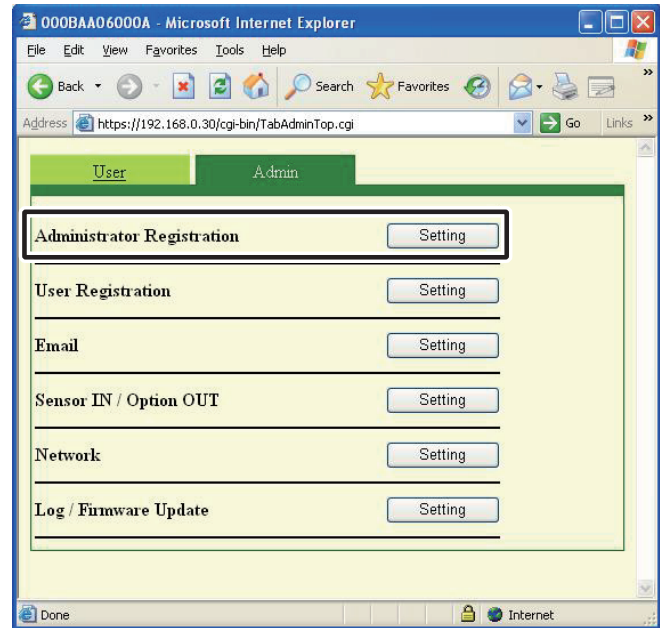 000BAA06000A - Microsoft Internet Explorer
File Edit View Favorites Tools Help
Back Search Favorites »
Address https://192.168.0.30/cgi-bin/TabAdminTop.cgi Go Links »
User Admin
Administrator Registration Setting
User Registration Setting
Email Setting
Sensor IN / Option OUT Setting
Network Setting
Log / Firmware Update Setting
Done Internet